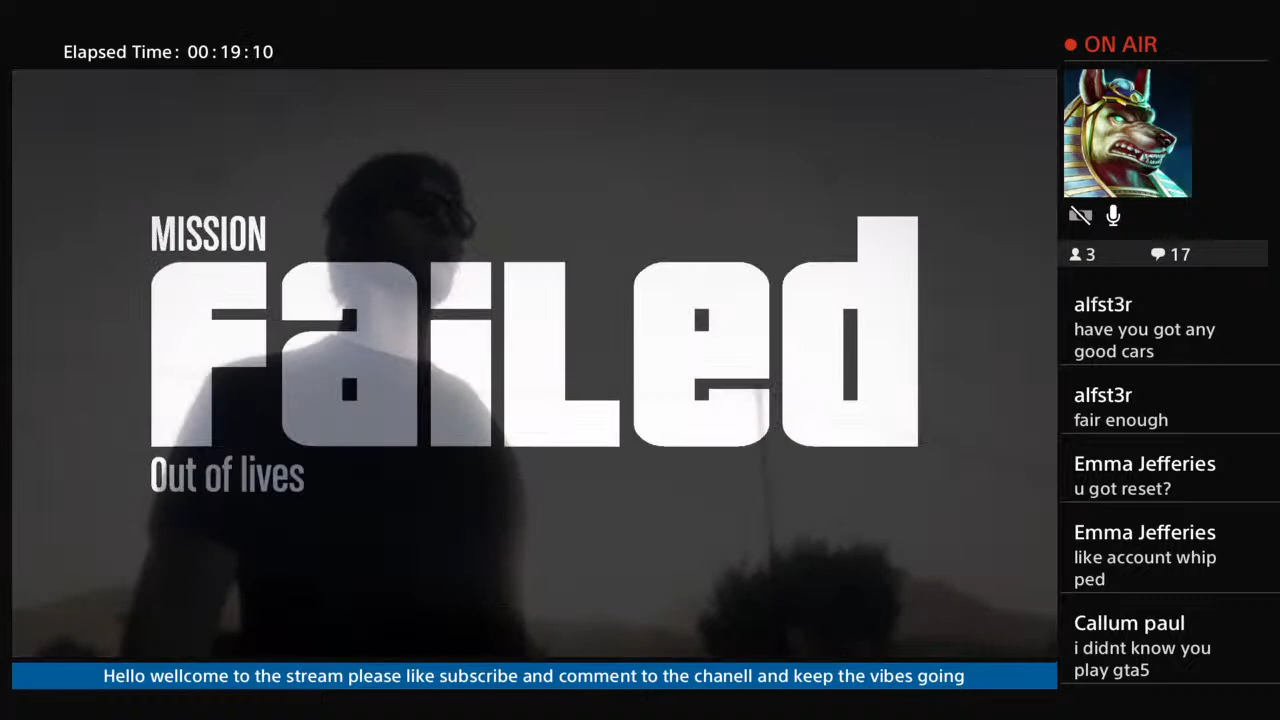 Elapsed Time: 00:19:10
ON AIR
MISSION
FaiLed
Out of lives
3
17
alfst3r
have you got any
good cars
alfst3r
fair enough
Emma Jefferies
u got reset?
Emma Jefferies
like account whip
ped
Callum paul
i didnt know you
play gta5
Hello wellcome to the stream please like subscribe and comment to the chanell and keep the vibes going